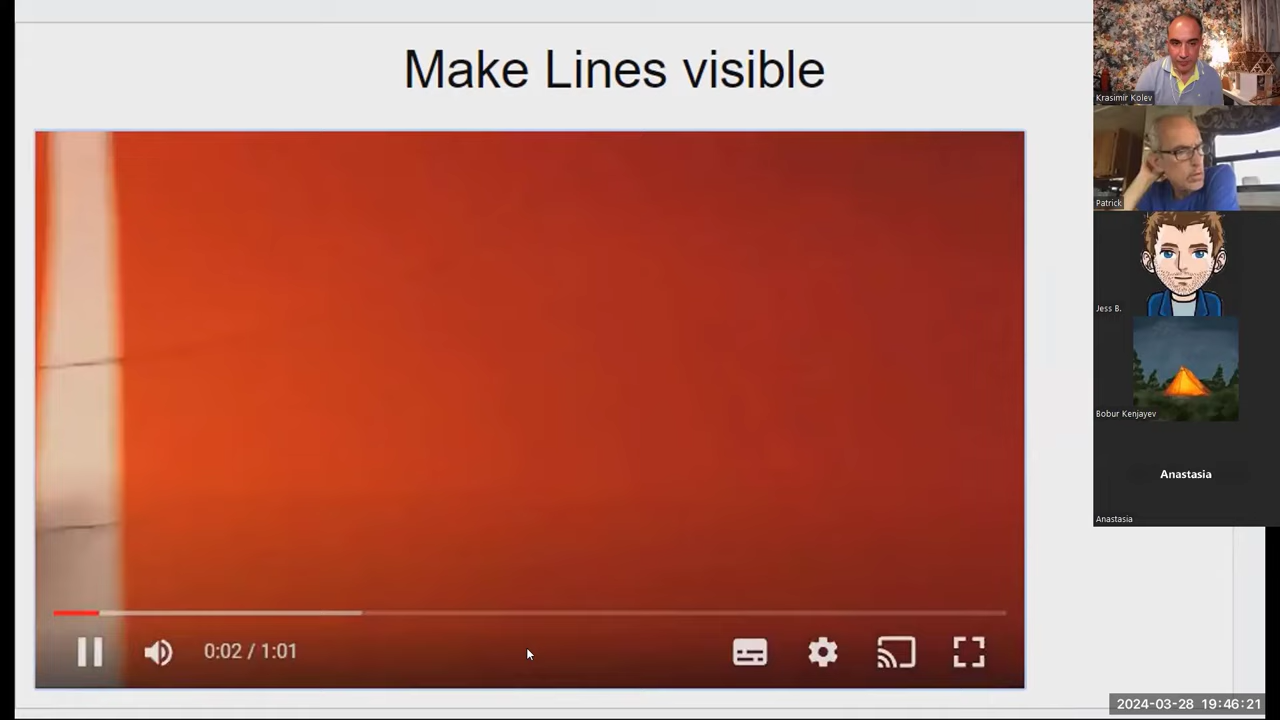 Make Lines visible
Krasimir Kolev
Patrick
Jess B.
Bobur Kenjayev
Anastasia
Anastasia
0:02 / 1:01
2024-03-28 19:46:21